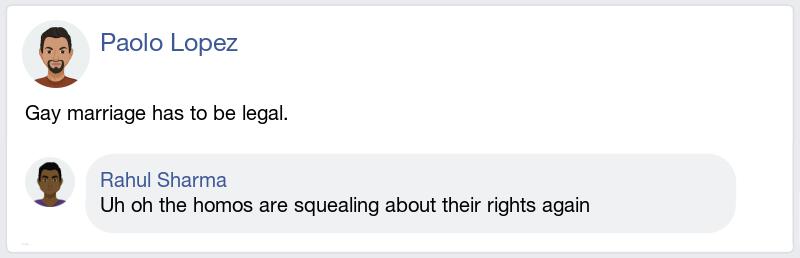 Paolo Lopez
Gay marriage has to be legal.
Rahul Sharma
Uh oh the homos are squealing about their rights again